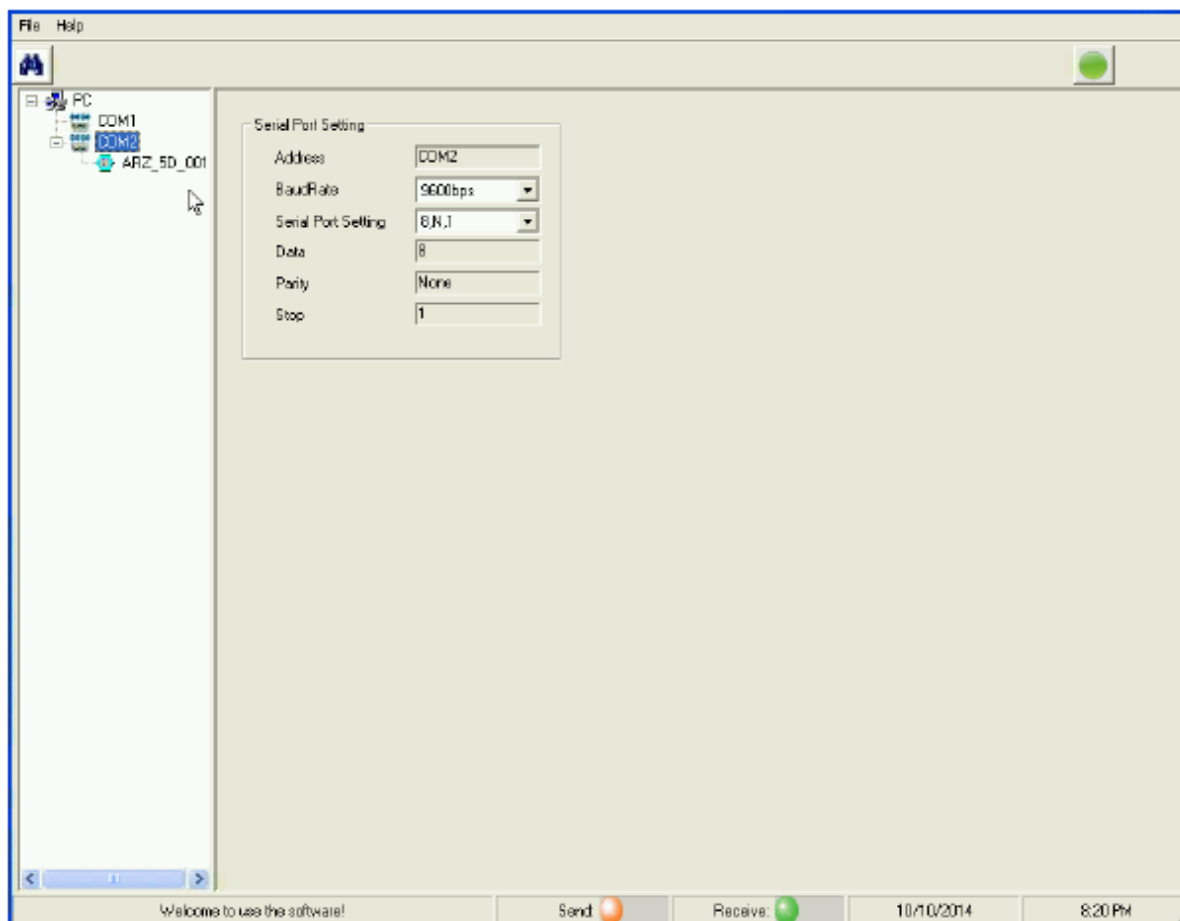 File Help
PC
COM1
COM2
ARZ_5D_001
Serial Port Setting
Address COM2
BaudRate 9600bps
Serial Port Setting 8,N,1
Data 8
Parity None
Stop 1
Welcome to use the software! Send: Receive: 10/10/2014 8:20 PM